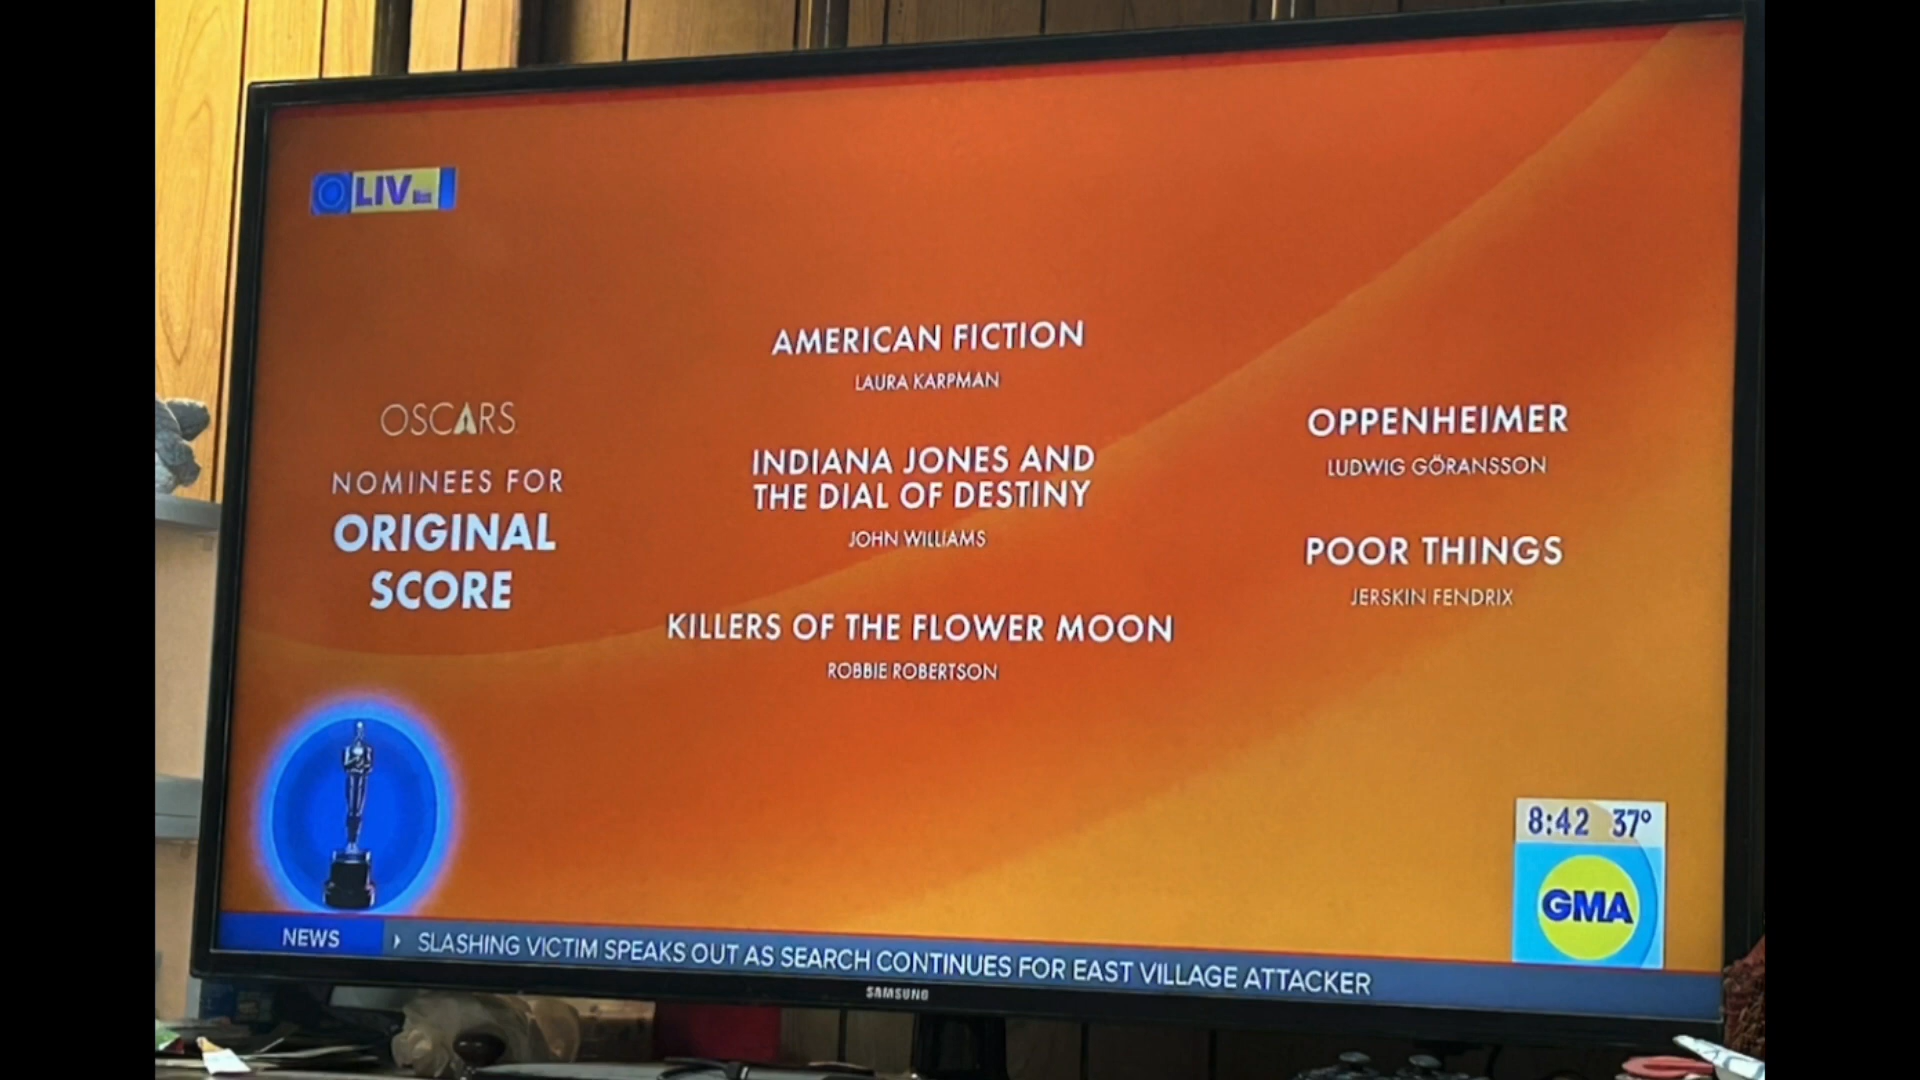 LIVE
OSCARS
NOMINEES FOR
ORIGINAL
SCORE
AMERICAN FICTION
LAURA KARPMAN
INDIANA JONES AND
THE DIAL OF DESTINY
JOHN WILLIAMS
KILLERS OF THE FLOWER MOON
ROBBIE ROBERTSON
OPPENHEIMER
LUDWIG GÖRANSSON
POOR THINGS
JERSKIN FENDRIX
8:42 37°
GMA
NEWS
SLASHING VICTIM SPEAKS OUT AS SEARCH CONTINUES FOR EAST VILLAGE ATTACKER
SAMSUNG